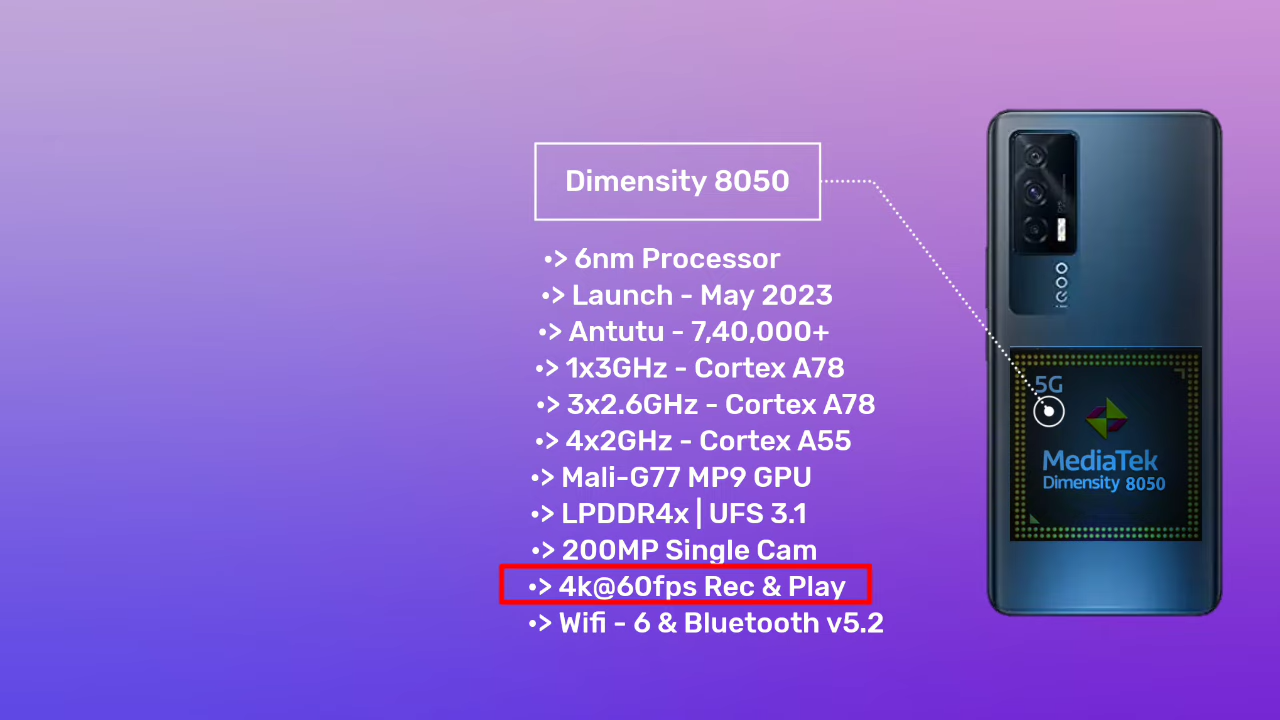 Dimensity 8050
•> 6nm Processor
•> Launch - May 2023
•> Antutu - 7,40,000+
•> 1x3GHz - Cortex A78
•> 3x2.6GHz - Cortex A78
•> 4x2GHz - Cortex A55
•> Mali-G77 MP9 GPU
•> LPDDR4x | UFS 3.1
•> 200MP Single Cam
•> 4k@60fps Rec & Play
•> Wifi - 6 & Bluetooth v5.2
iQOO
5G
MediaTek
Dimensity 8050